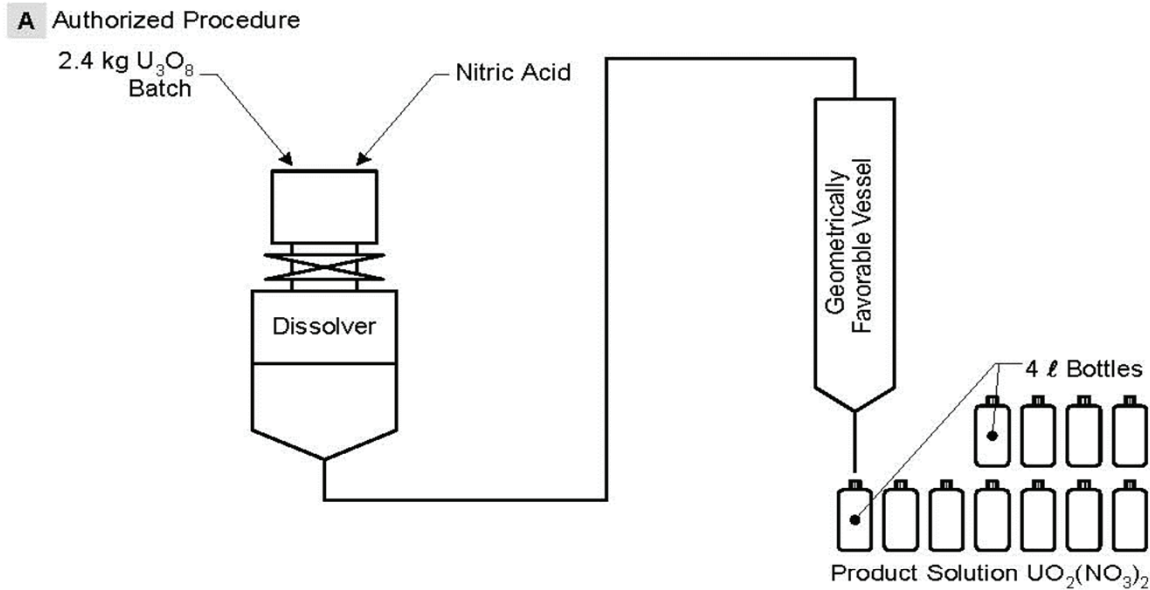 A Authorized Procedure
2.4 kg U₃O₈
Batch
Nitric Acid
Dissolver
Geometrically
Favorable Vessel
4 ℓ Bottles
Product Solution UO₂(NO₃)₂